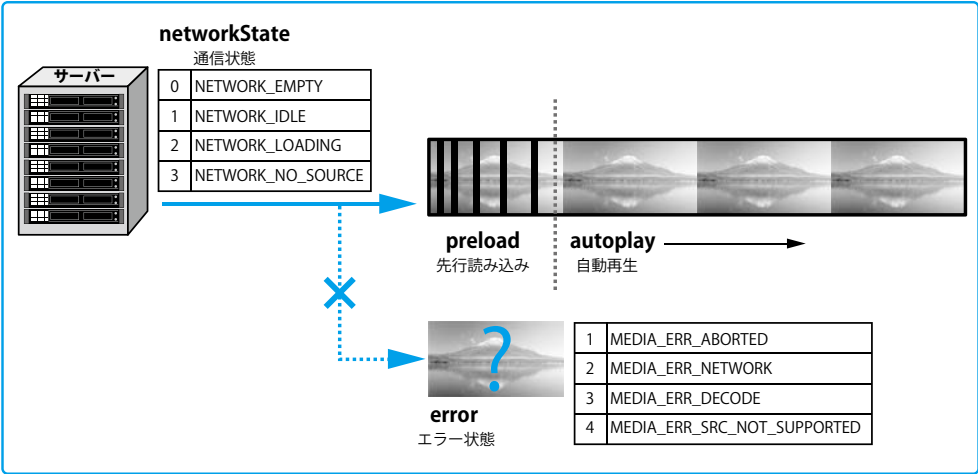 networkState
通信状態
サーバー
0 NETWORK_EMPTY
1 NETWORK_IDLE
2 NETWORK_LOADING
3 NETWORK_NO_SOURCE
preload
先行読み込み
autoplay
自動再生
?
error
エラー状態
1 MEDIA_ERR_ABORTED
2 MEDIA_ERR_NETWORK
3 MEDIA_ERR_DECODE
4 MEDIA_ERR_SRC_NOT_SUPPORTED